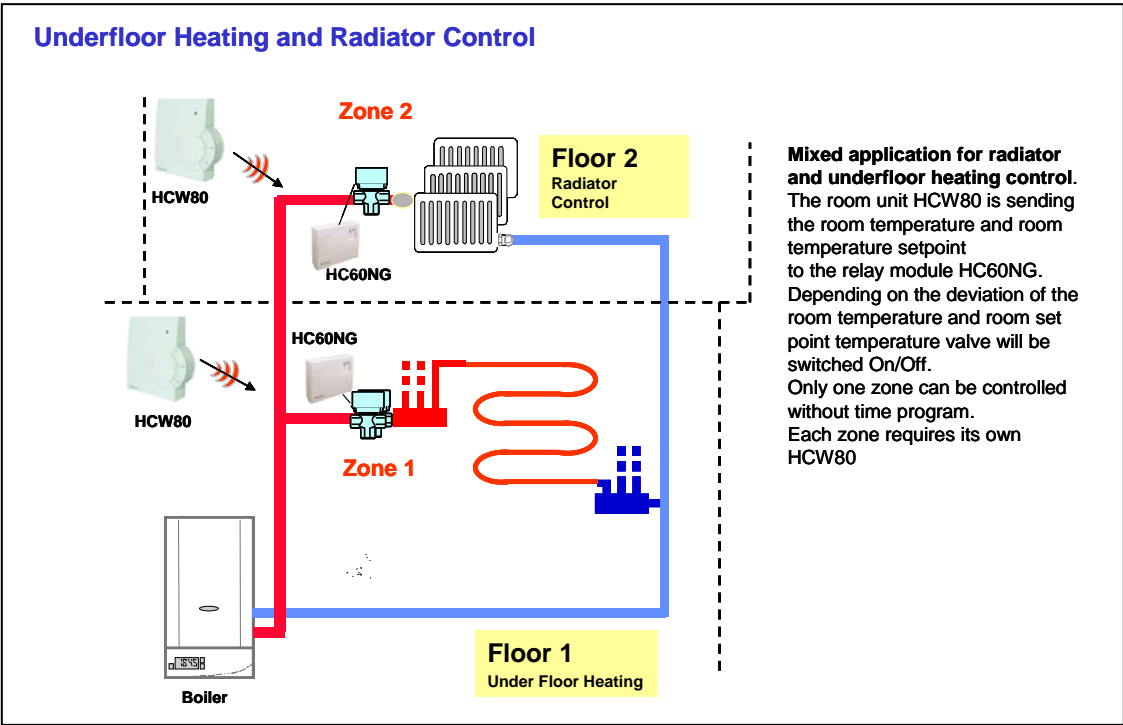 Underfloor Heating and Radiator Control
Zone 2
HCW80
HC60NG
Floor 2
Radiator
Control
Mixed application for radiator
and underfloor heating control.
The room unit HCW80 is sending
the room temperature and room
temperature setpoint
to the relay module HC60NG.
Depending on the deviation of the
room temperature and room set
point temperature valve will be
switched On/Off.
Only one zone can be controlled
without time program.
Each zone requires its own
HCW80
HC60NG
HCW80
Zone 1
Floor 1
Under Floor Heating
Boiler